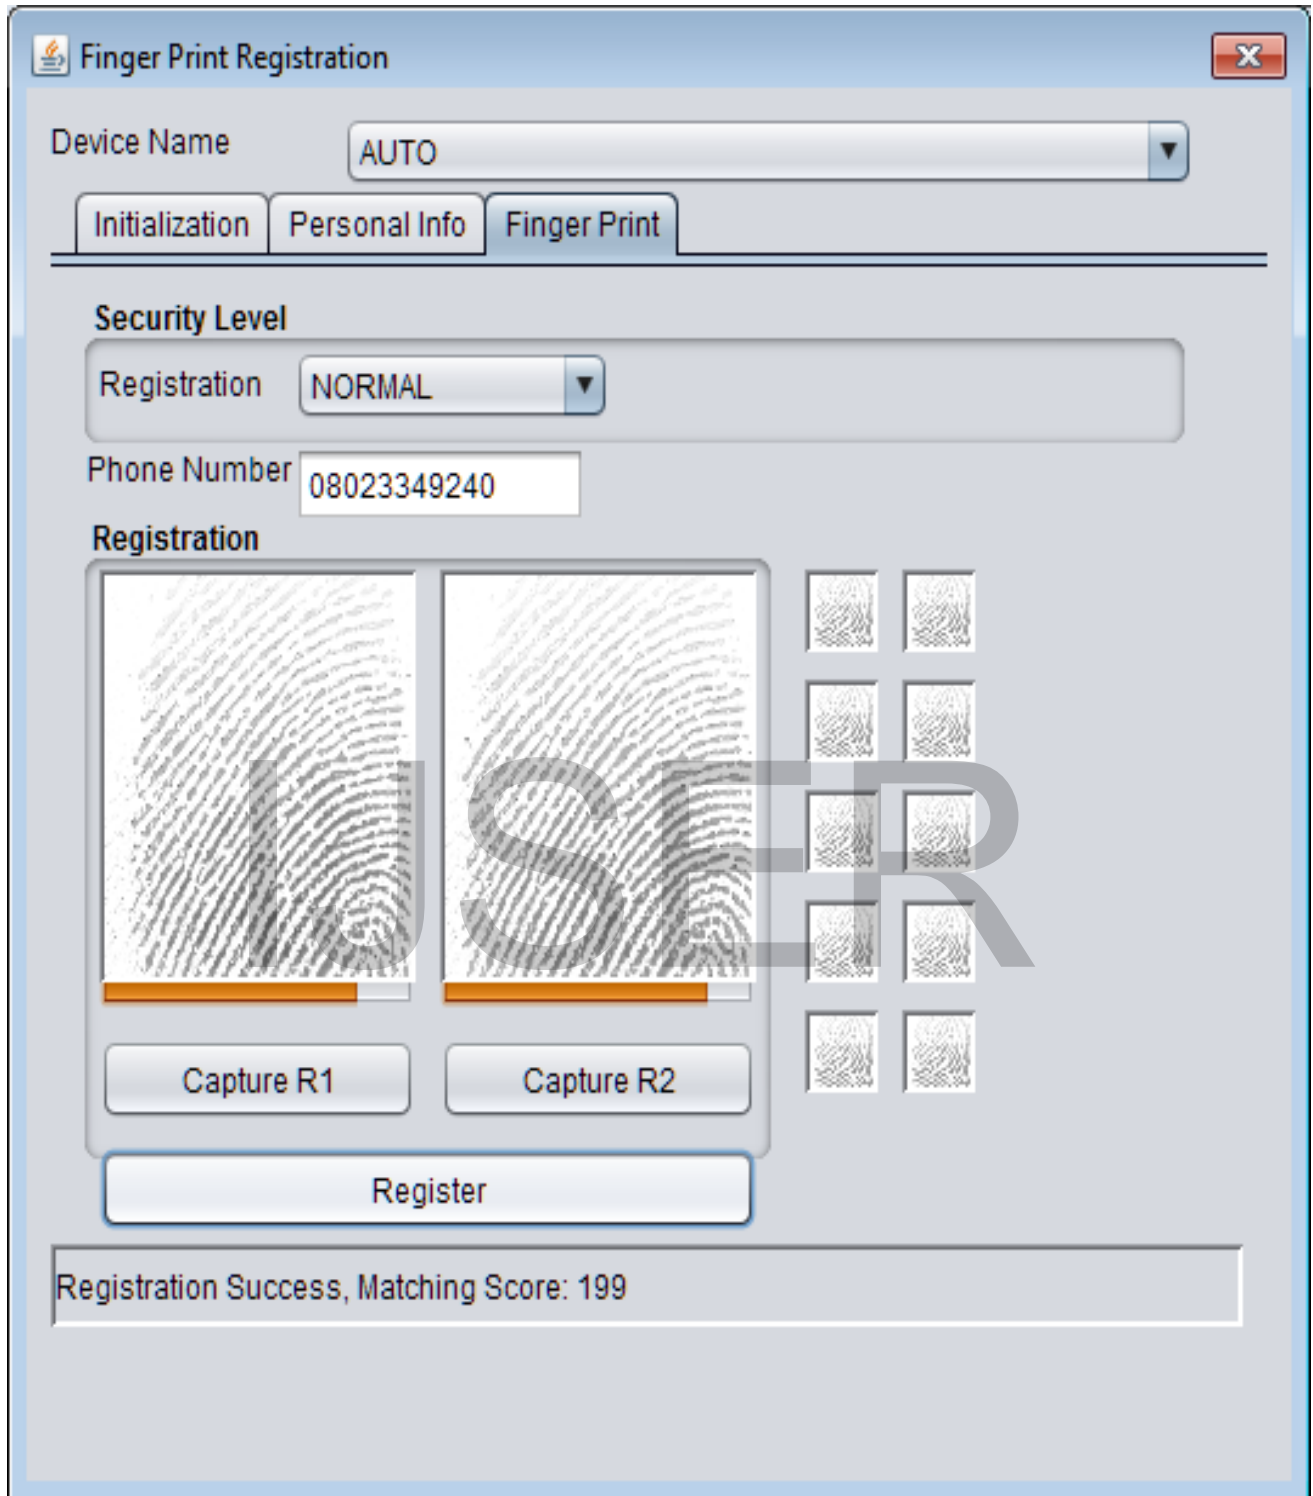 Finger Print Registration
Device Name
AUTO
Initialization
Personal Info
Finger Print
Security Level
Registration
NORMAL
Phone Number
08023349240
Registration
IJSER
Capture R1
Capture R2
Register
Registration Success, Matching Score: 199